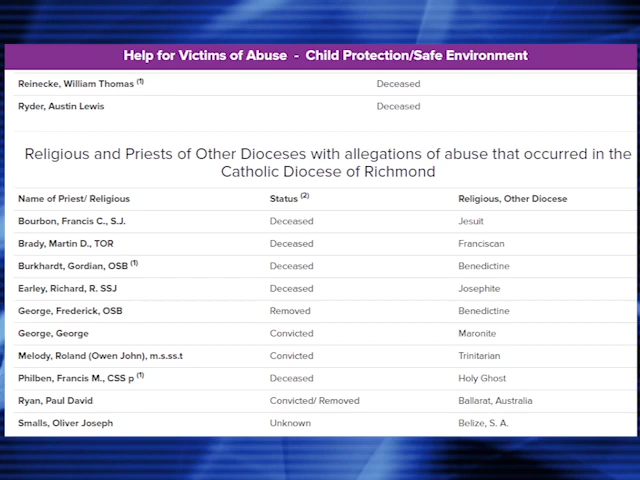 Help for Victims of Abuse - Child Protection/Safe Environment
Reinecke, William Thomas (1) Deceased
Ryder, Austin Lewis Deceased
Religious and Priests of Other Dioceses with allegations of abuse that occurred in the
Catholic Diocese of Richmond
Name of Priest/ Religious Status (2) Religious, Other Diocese
Bourbon, Francis C., S.J. Deceased Jesuit
Brady, Martin D., TOR Deceased Franciscan
Burkhardt, Gordian, OSB (1) Deceased Benedictine
Earley, Richard, R. SSJ Deceased Josephite
George, Frederick, OSB Removed Benedictine
George, George Convicted Maronite
Melody, Roland (Owen John), m.s.ss.t Convicted Trinitarian
Philben, Francis M., CSS p (1) Deceased Holy Ghost
Ryan, Paul David Convicted/ Removed Ballarat, Australia
Smalls, Oliver Joseph Unknown Belize, S. A.